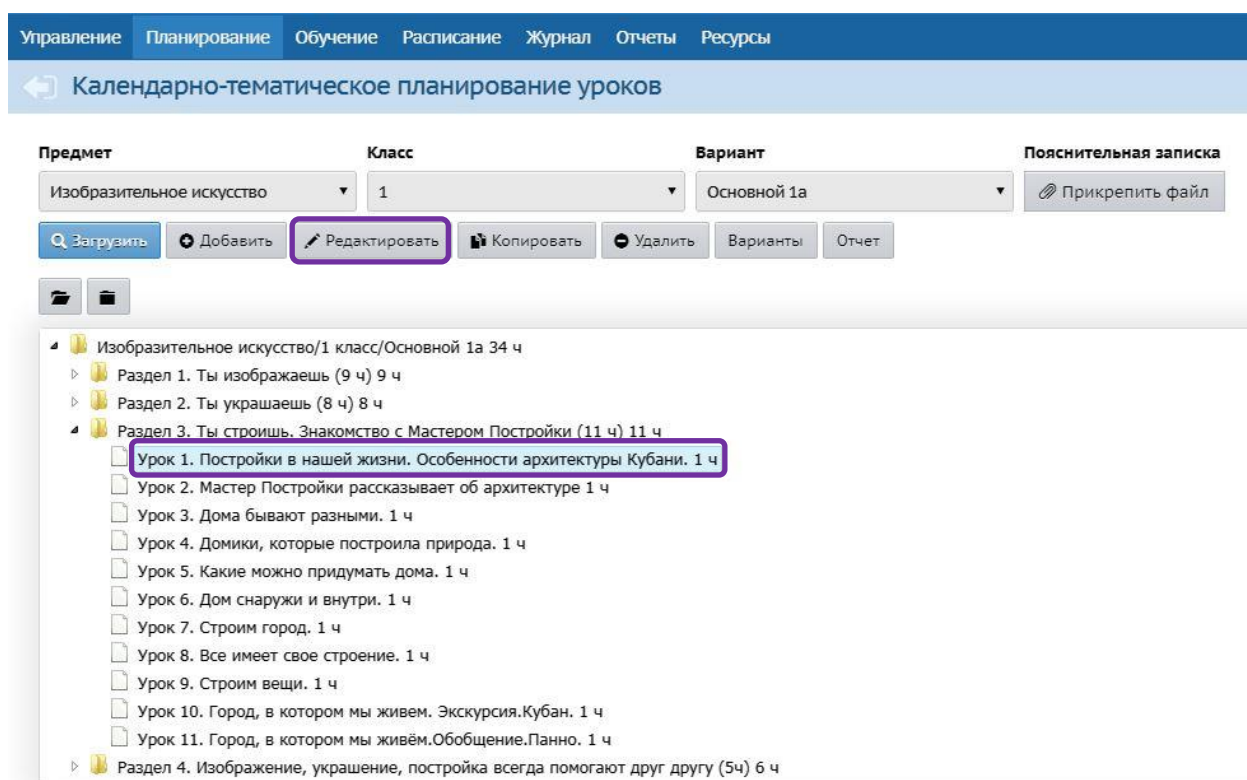 Управление Планирование Обучение Расписание Журнал Отчеты Ресурсы
Календарно-тематическое планирование уроков
Предмет Класс Вариант Пояснительная записка
Изобразительное искусство 1 Основной 1а Прикрепить файл
Загрузить Добавить Редактировать Копировать Удалить Варианты Отчет
Изобразительное искусство/1 класс/Основной 1а 34 ч
Раздел 1. Ты изображаешь (9 ч) 9 ч
Раздел 2. Ты украшаешь (8 ч) 8 ч
Раздел 3. Ты строишь. Знакомство с Мастером Постройки (11 ч) 11 ч
Урок 1. Постройки в нашей жизни. Особенности архитектуры Кубани. 1 ч
Урок 2. Мастер Постройки рассказывает об архитектуре 1 ч
Урок 3. Дома бывают разными. 1 ч
Урок 4. Домики, которые построила природа. 1 ч
Урок 5. Какие можно придумать дома. 1 ч
Урок 6. Дом снаружи и внутри. 1 ч
Урок 7. Строим город. 1 ч
Урок 8. Все имеет свое строение. 1 ч
Урок 9. Строим вещи. 1 ч
Урок 10. Город, в котором мы живем. Экскурсия.Кубан. 1 ч
Урок 11. Город, в котором мы живём.Обобщение.Панно. 1 ч
Раздел 4. Изображение, украшение, постройка всегда помогают друг другу (5ч) 6 ч